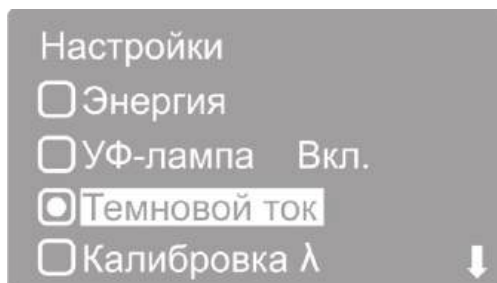 Настройки
Энергия
УФ-лампа Вкл.
Темновой ток
Калибровка λ